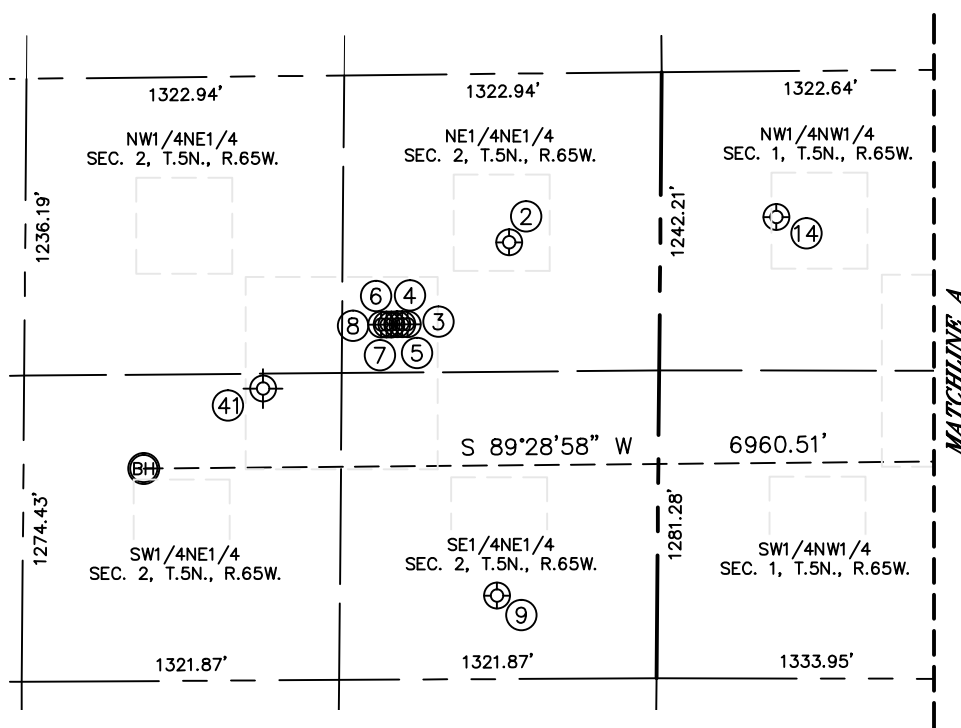 1322.94'
1322.94'
1322.64'
NW1/4NE1/4
SEC. 2, T.5N., R.65W.
NE1/4NE1/4
SEC. 2, T.5N., R.65W.
NW1/4NW1/4
SEC. 1, T.5N., R.65W.
1236.19'
1242.21'
2
14
6
4
8
3
7
5
MATCHLINE A
41
S 89°28'58" W
6960.51'
BH
1274.43'
1281.28'
SW1/4NE1/4
SEC. 2, T.5N., R.65W.
SE1/4NE1/4
SEC. 2, T.5N., R.65W.
SW1/4NW1/4
SEC. 1, T.5N., R.65W.
9
1321.87'
1321.87'
1333.95'